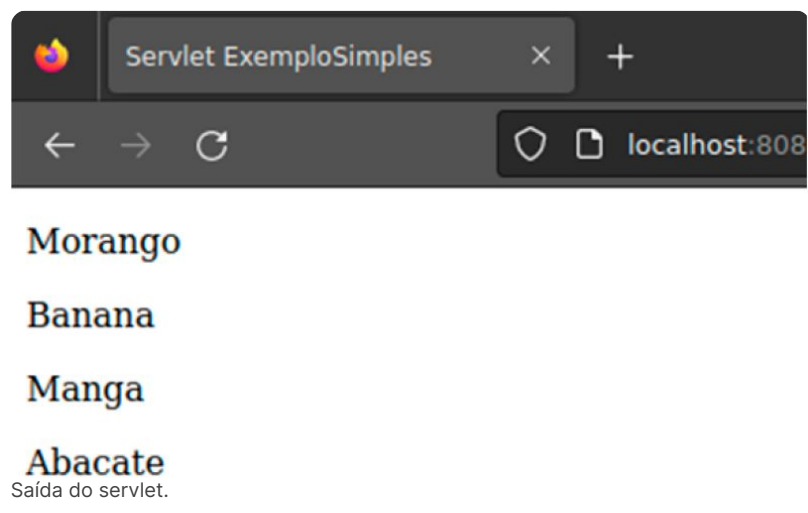 Servlet ExemploSimples
localhost:808
Morango
Banana
Manga
Abacate
Saída do servlet.